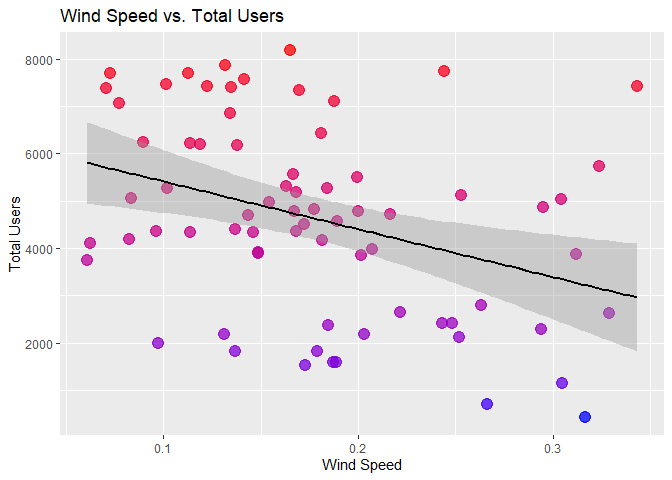 Wind Speed vs. Total Users
8000
6000
4000
2000
Total Users
0.1 0.2 0.3
Wind Speed